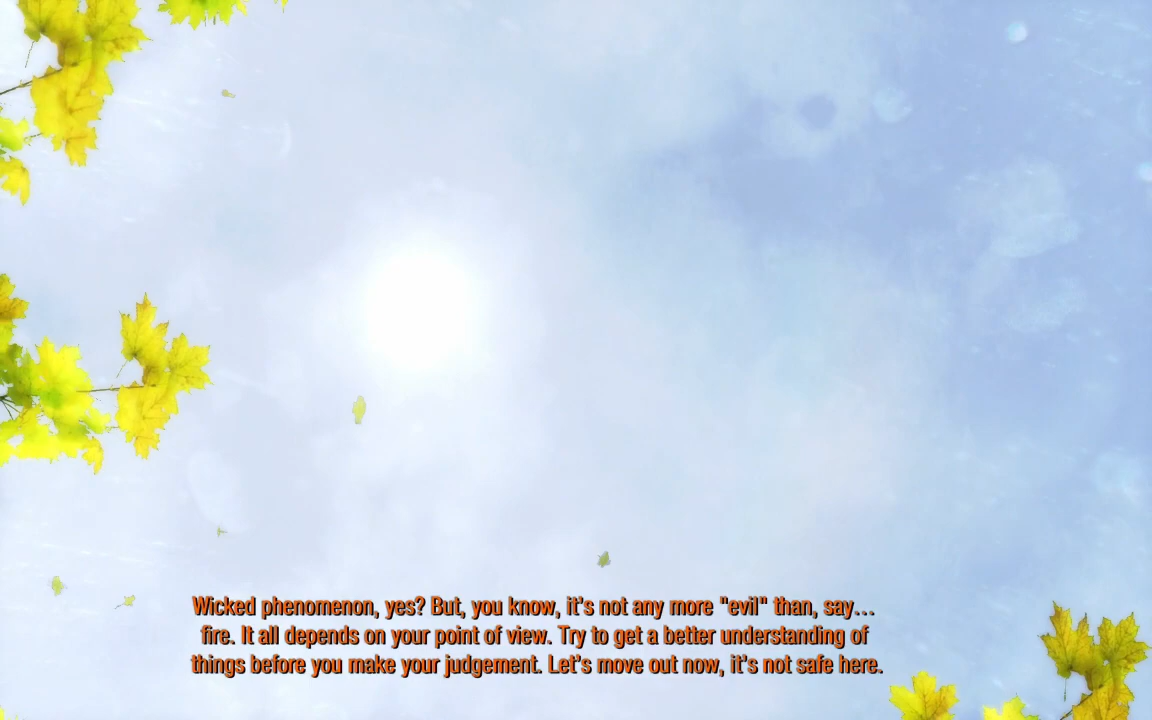 Wicked phenomenon, yes? But, you know, it's not any more "evil" than, say...
fire. It all depends on your point of view. Try to get a better understanding of
things before you make your judgement. Let's move out now, it's not safe here.